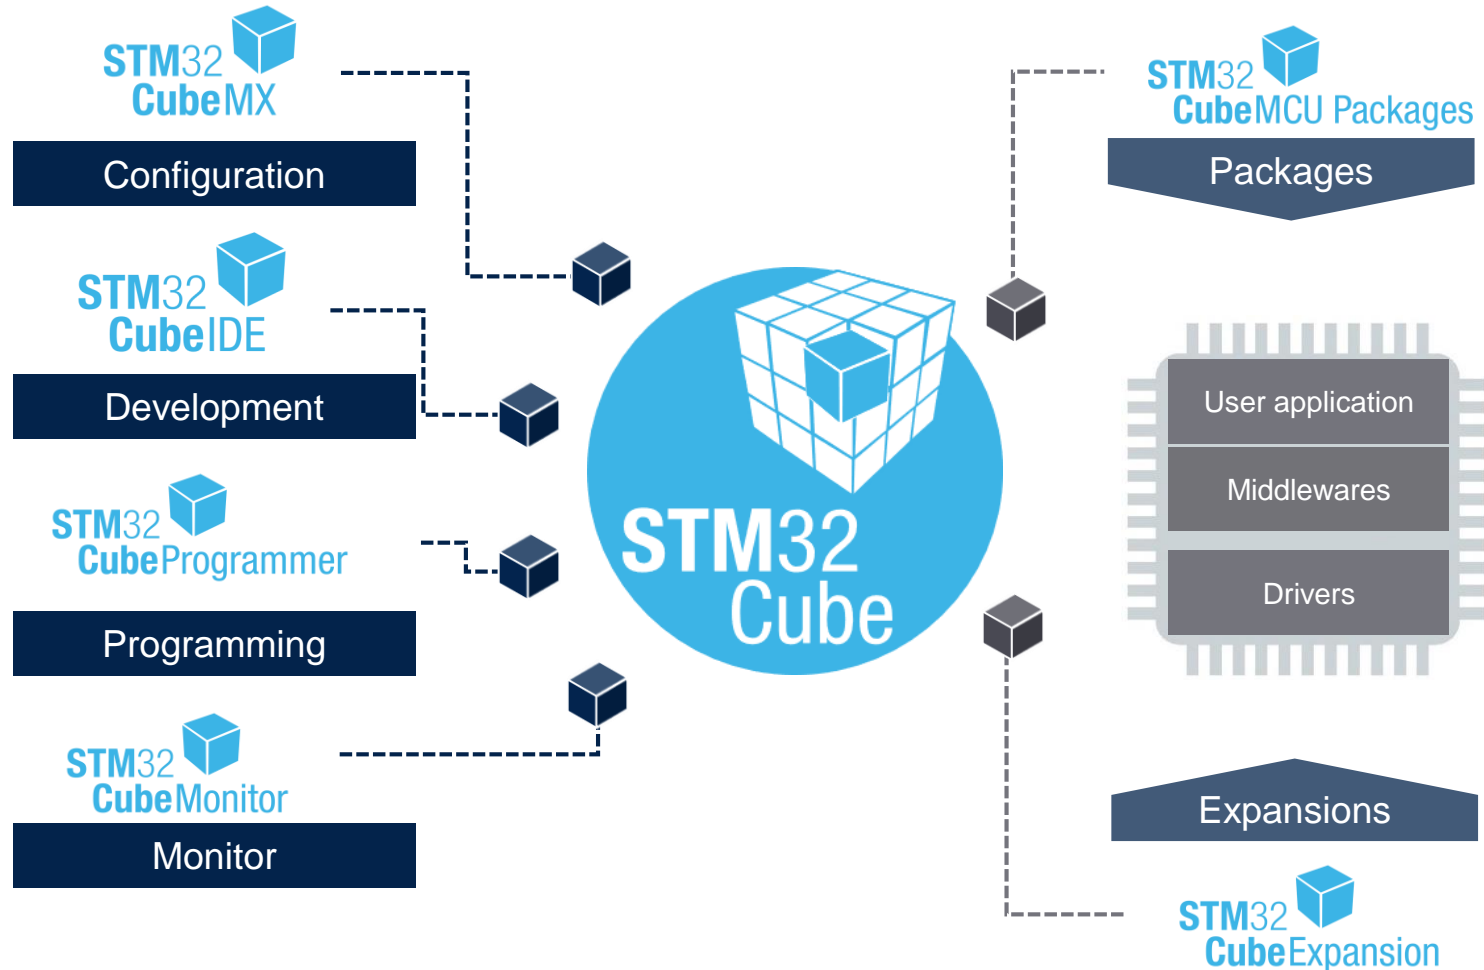 STM32
CubeMX
Configuration
STM32
CubeIDE
Development
STM32
CubeProgrammer
Programming
STM32
CubeMonitor
Monitor
STM32
Cube
STM32
CubeMCU Packages
Packages
User application
Middlewares
Drivers
Expansions
STM32
CubeExpansion